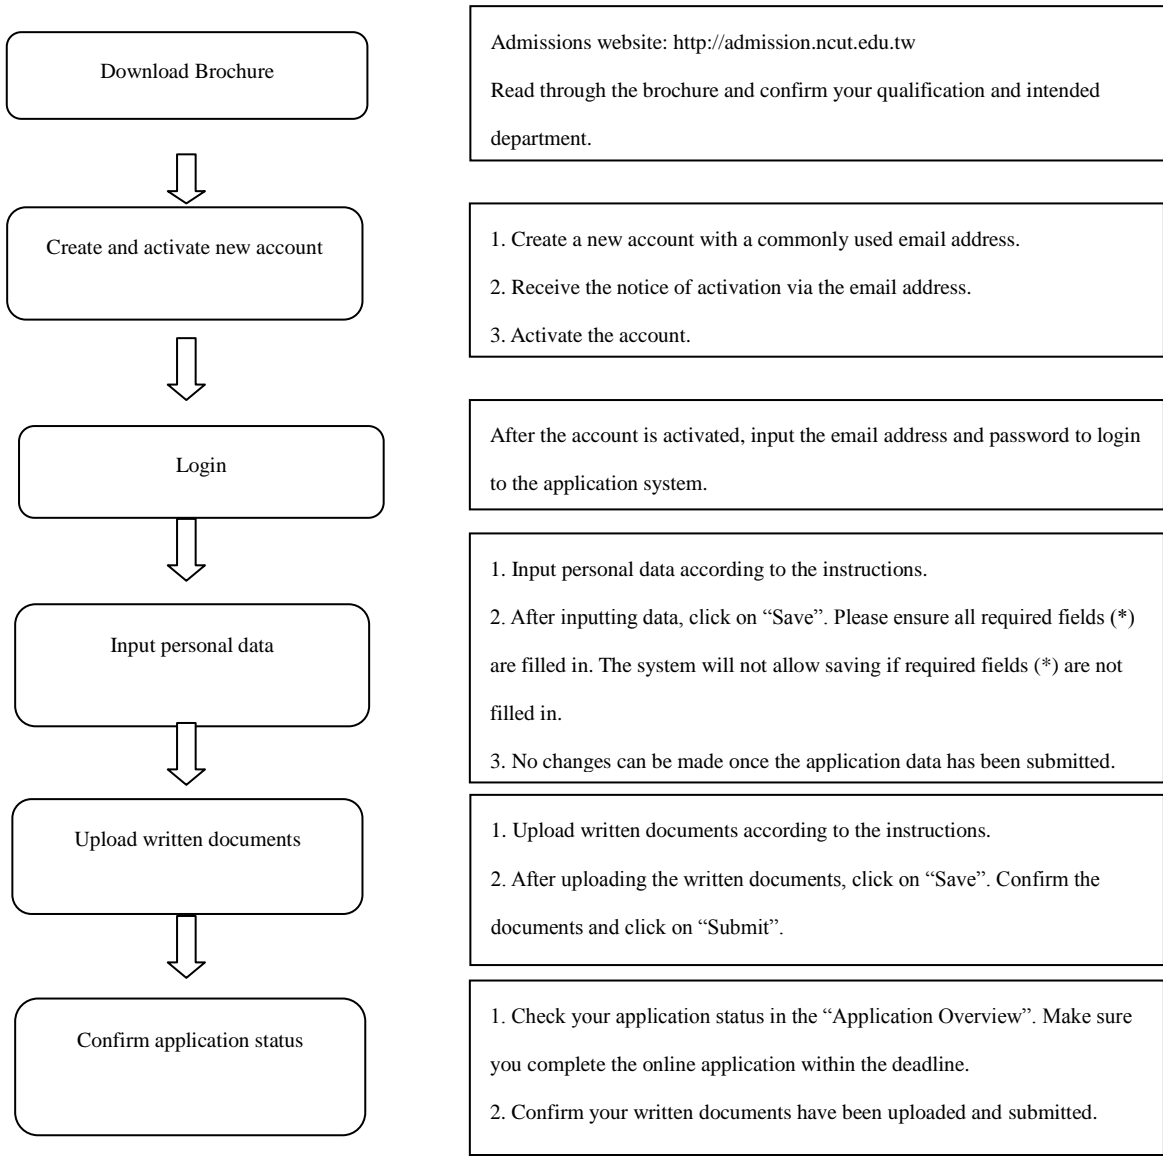 Download Brochure
Admissions website: http://admission.ncut.edu.tw
Read through the brochure and confirm your qualification and intended
department.
Create and activate new account
1. Create a new account with a commonly used email address.
2. Receive the notice of activation via the email address.
3. Activate the account.
Login
After the account is activated, input the email address and password to login
to the application system.
Input personal data
1. Input personal data according to the instructions.
2. After inputting data, click on “Save”. Please ensure all required fields (*)
are filled in. The system will not allow saving if required fields (*) are not
filled in.
3. No changes can be made once the application data has been submitted.
Upload written documents
1. Upload written documents according to the instructions.
2. After uploading the written documents, click on “Save”. Confirm the
documents and click on “Submit”.
Confirm application status
1. Check your application status in the “Application Overview”. Make sure
you complete the online application within the deadline.
2. Confirm your written documents have been uploaded and submitted.